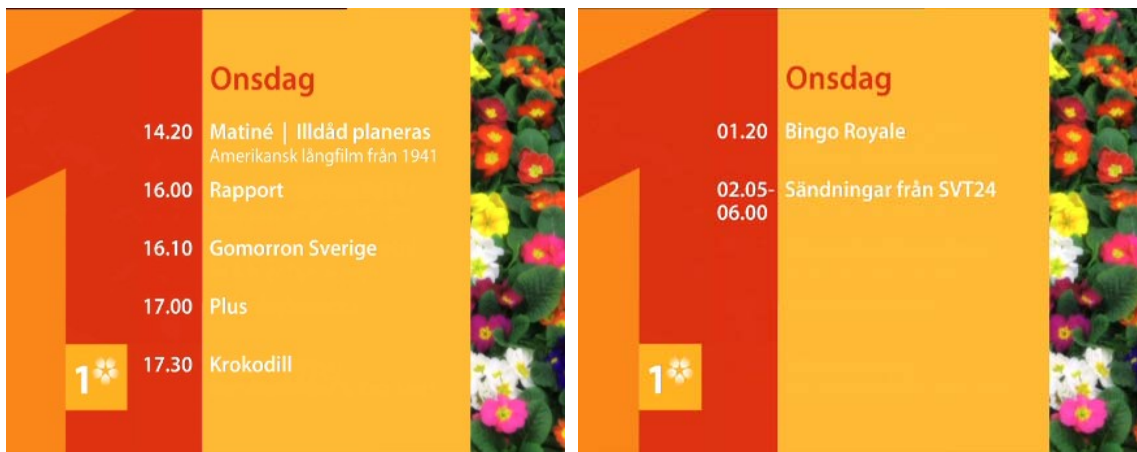 Onsdag
14.20 Matiné | Illdåd planeras
Amerikansk långfilm från 1941
16.00 Rapport
16.10 Gomorron Sverige
17.00 Plus
17.30 Krokodill
1
Onsdag
01.20 Bingo Royale
02.05- Sändningar från SVT24
06.00
1